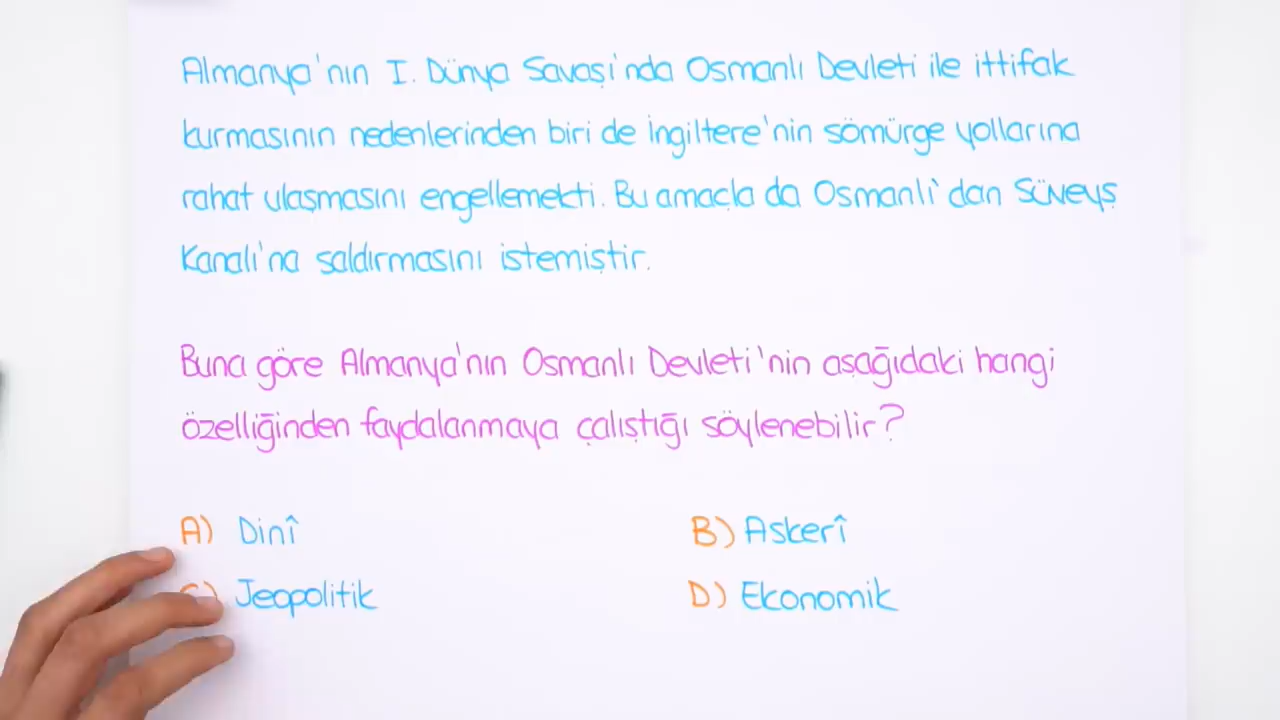 Almanya'nın I. Dünya Savaşı'nda Osmanlı Devleti ile ittifak
kurmasının nedenlerinden biri de İngiltere'nin sömürge yollarına
rahat ulaşmasını engellemekti. Bu amaçla da Osmanlı'dan Süveyş
Kanalı'na saldırmasını istemiştir.
Buna göre Almanya'nın Osmanlı Devleti'nin aşağıdaki hangi
özelliğinden faydalanmaya çalıştığı söylenebilir?
A) Dinî
B) Askerî
C) Jeopolitik
D) Ekonomik